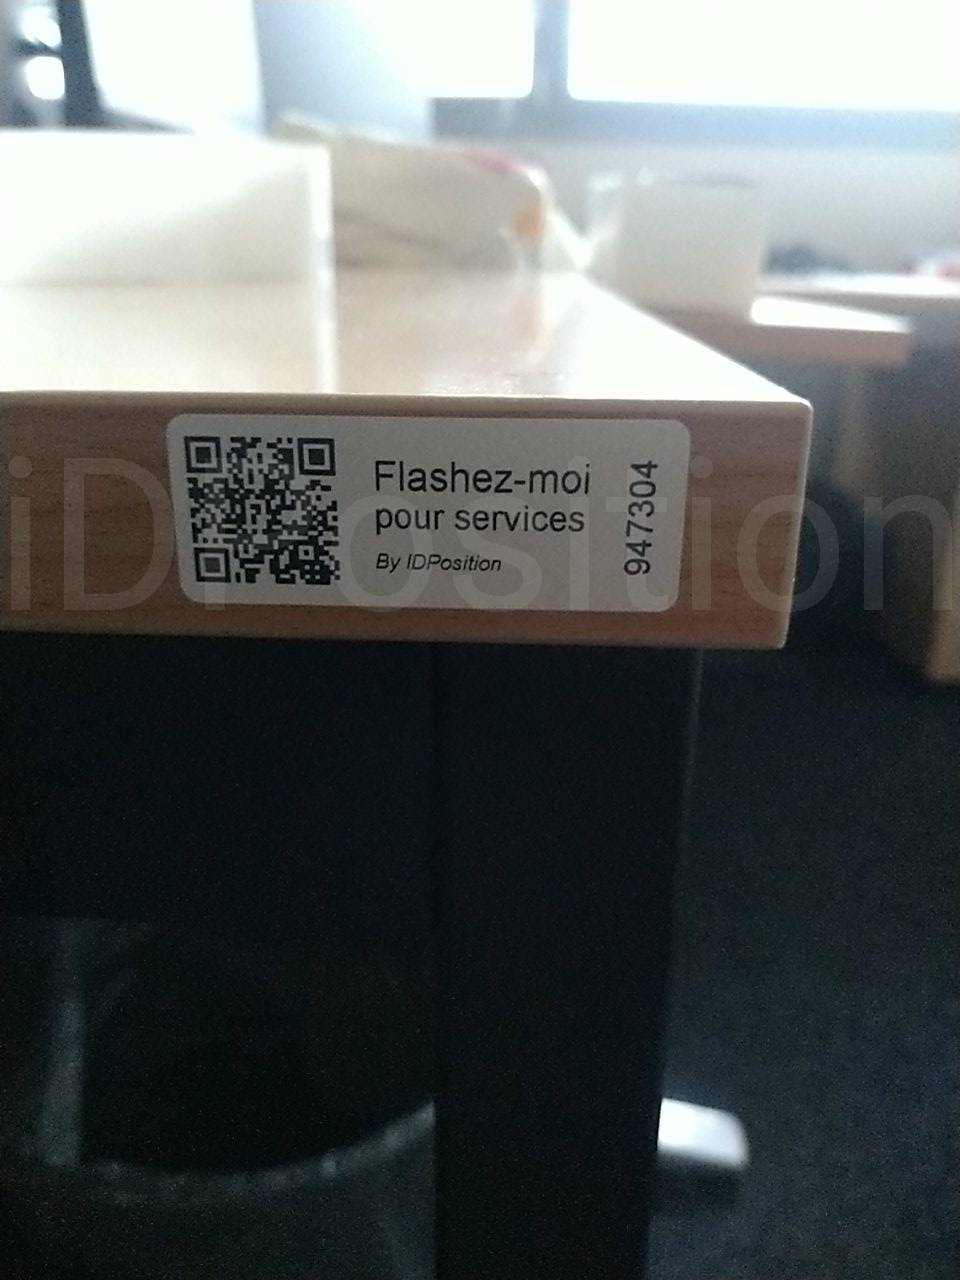 Flashez-moi
pour services
By IDPosition
947304
iDPosition